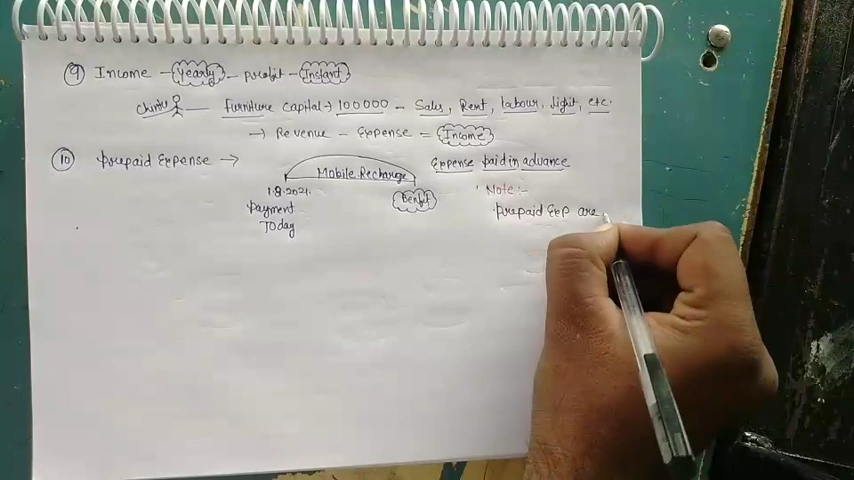 9 Income - Yearly - profit - Instant
Chintu - Furniture Capital → 100000 - Sales, Rent, labour, light, etc.
→ Revenue - Expense = Income
10 Prepaid Expense → Expense paid in advance
Mobile Recharge
1.8.2021. Benefit Note :-
Payment Prepaid Exp are
Today